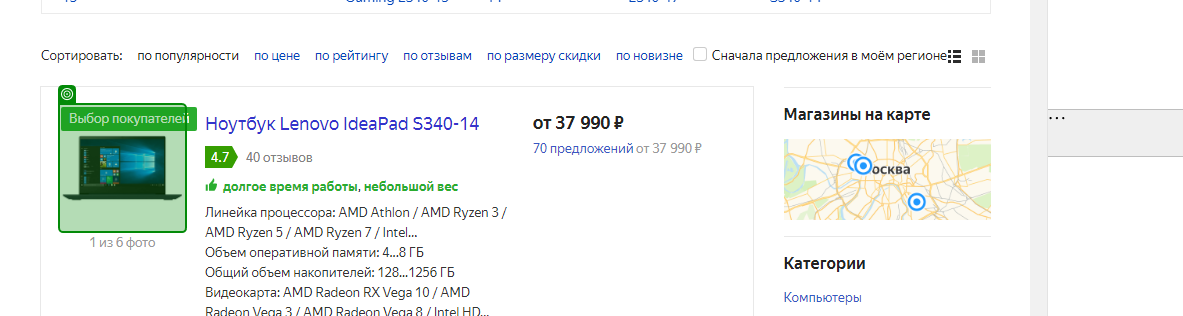 Сортировать: по популярности по цене по рейтингу по отзывам по размеру скидки по новизне Сначала предложения в моём регионе
Выбор покупателей
1 из 6 фото
Ноутбук Lenovo IdeaPad S340-14
4.7 40 отзывов
долгое время работы, небольшой вес
Линейка процессора: AMD Athlon / AMD Ryzen 3 /
AMD Ryzen 5 / AMD Ryzen 7 / Intel...
Объем оперативной памяти: 4...8 ГБ
Общий объем накопителей: 128...1256 ГБ
Видеокарта: AMD Radeon RX Vega 10 / AMD
Radeon Vega 3 / AMD Radeon Vega 8 / Intel HD...
от 37 990 ₽
70 предложений от 37 990 ₽
Магазины на карте
осква
Категории
Компьютеры
...